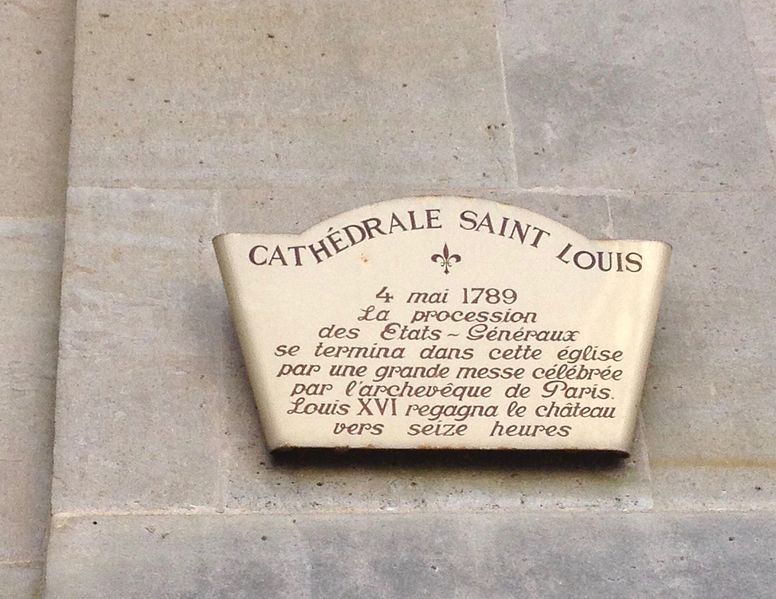 CATHÉDRALE SAINT LOUIS
4 mai 1789
La procession
des Etats~Généraux
se termina dans cette église
par une grande messe célébrée
par l'archevêque de Paris.
Louis XVI regagna le château
vers seize heures